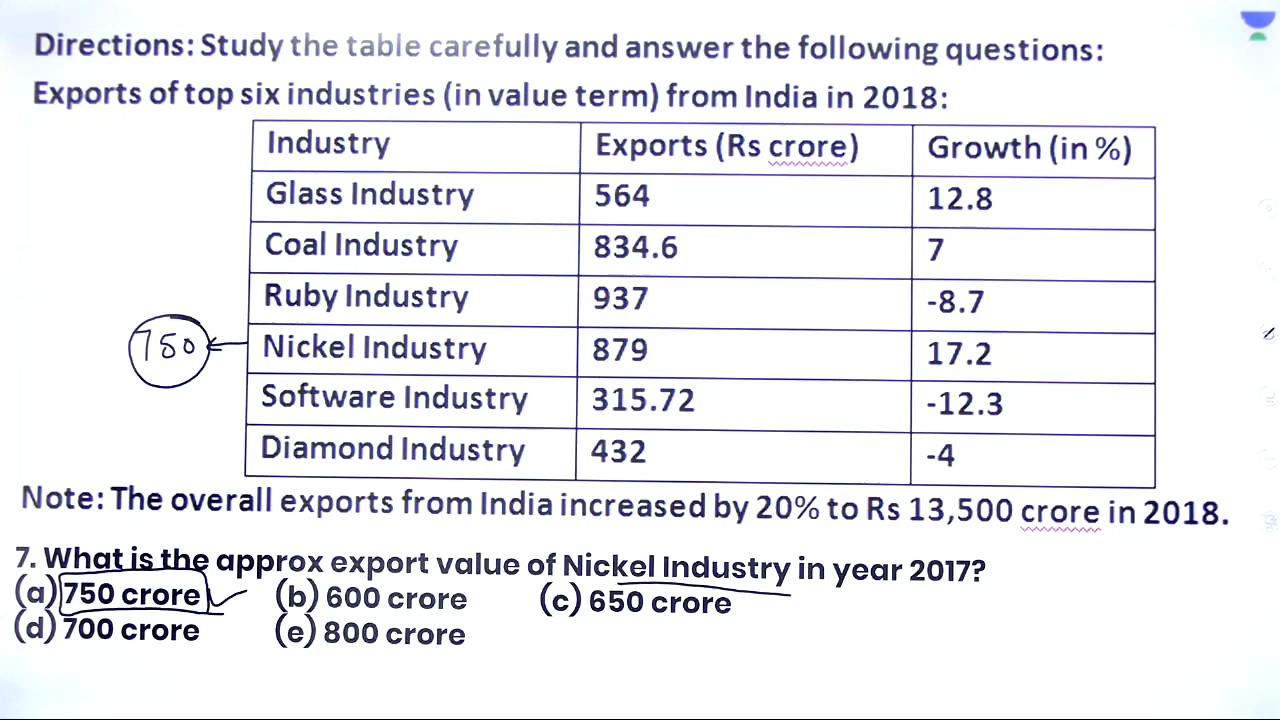 Directions: Study the table carefully and answer the following questions:
Exports of top six industries (in value term) from India in 2018:
Industry Exports (Rs crore) Growth (in %)
Glass Industry 564 12.8
Coal Industry 834.6 7
Ruby Industry 937 -8.7
750 Nickel Industry 879 17.2
Software Industry 315.72 -12.3
Diamond Industry 432 -4
Note: The overall exports from India increased by 20% to Rs 13,500 crore in 2018.
7. What is the approx export value of Nickel Industry in year 2017?
(a) 750 crore (b) 600 crore (c) 650 crore
(d) 700 crore (e) 800 crore